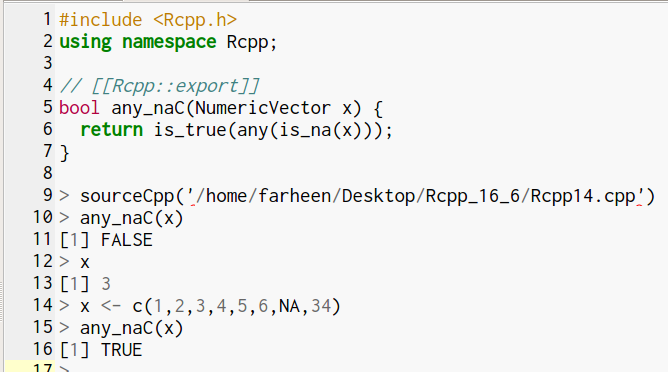 1 #include <Rcpp.h>
2 using namespace Rcpp;
3
4 // [[Rcpp::export]]
5 bool any_naC(NumericVector x) {
6   return is_true(any(is_na(x)));
7 }
8
9 > sourceCpp('/home/farheen/Desktop/Rcpp_16_6/Rcpp14.cpp')
10 > any_naC(x)
11 [1] FALSE
12 > x
13 [1] 3
14 > x <- c(1,2,3,4,5,6,NA,34)
15 > any_naC(x)
16 [1] TRUE
17 >